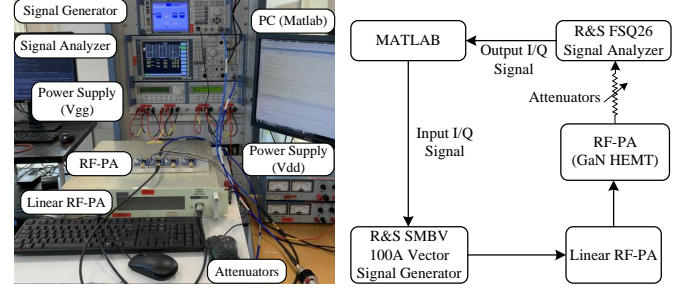 Signal Generator
Signal Analyzer
Power Supply
(Vgg)
RF-PA
Linear RF-PA
PC (Matlab)
Power Supply
(Vdd)
Attenuators
MATLAB
Output I/Q
Signal
R&S FSQ26
Signal Analyzer
Attenuators
Input I/Q
Signal
RF-PA
(GaN HEMT)
R&S SMBV
100A Vector
Signal Generator
Linear RF-PA